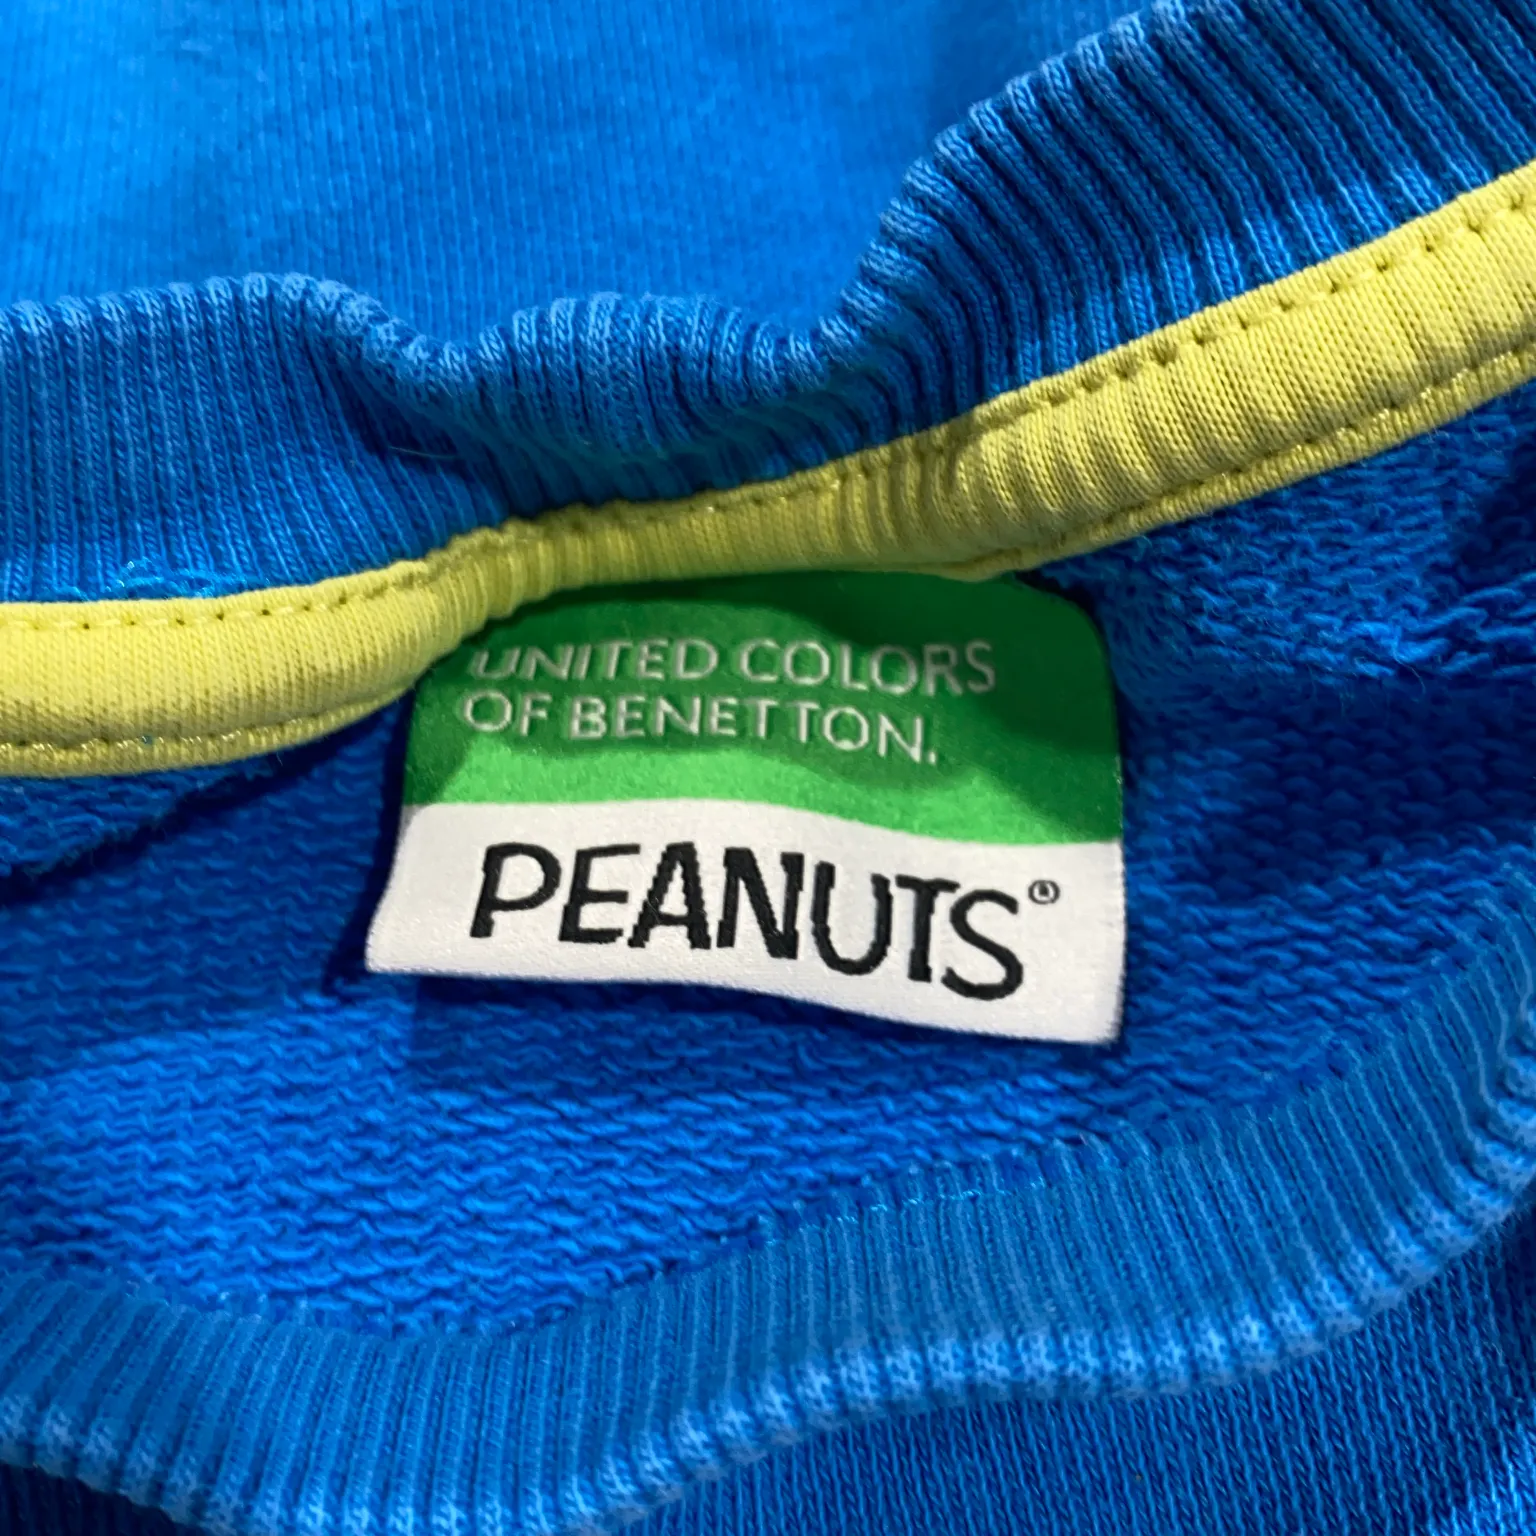 UNITED COLORS
OF BENETTON.
PEANUTS®